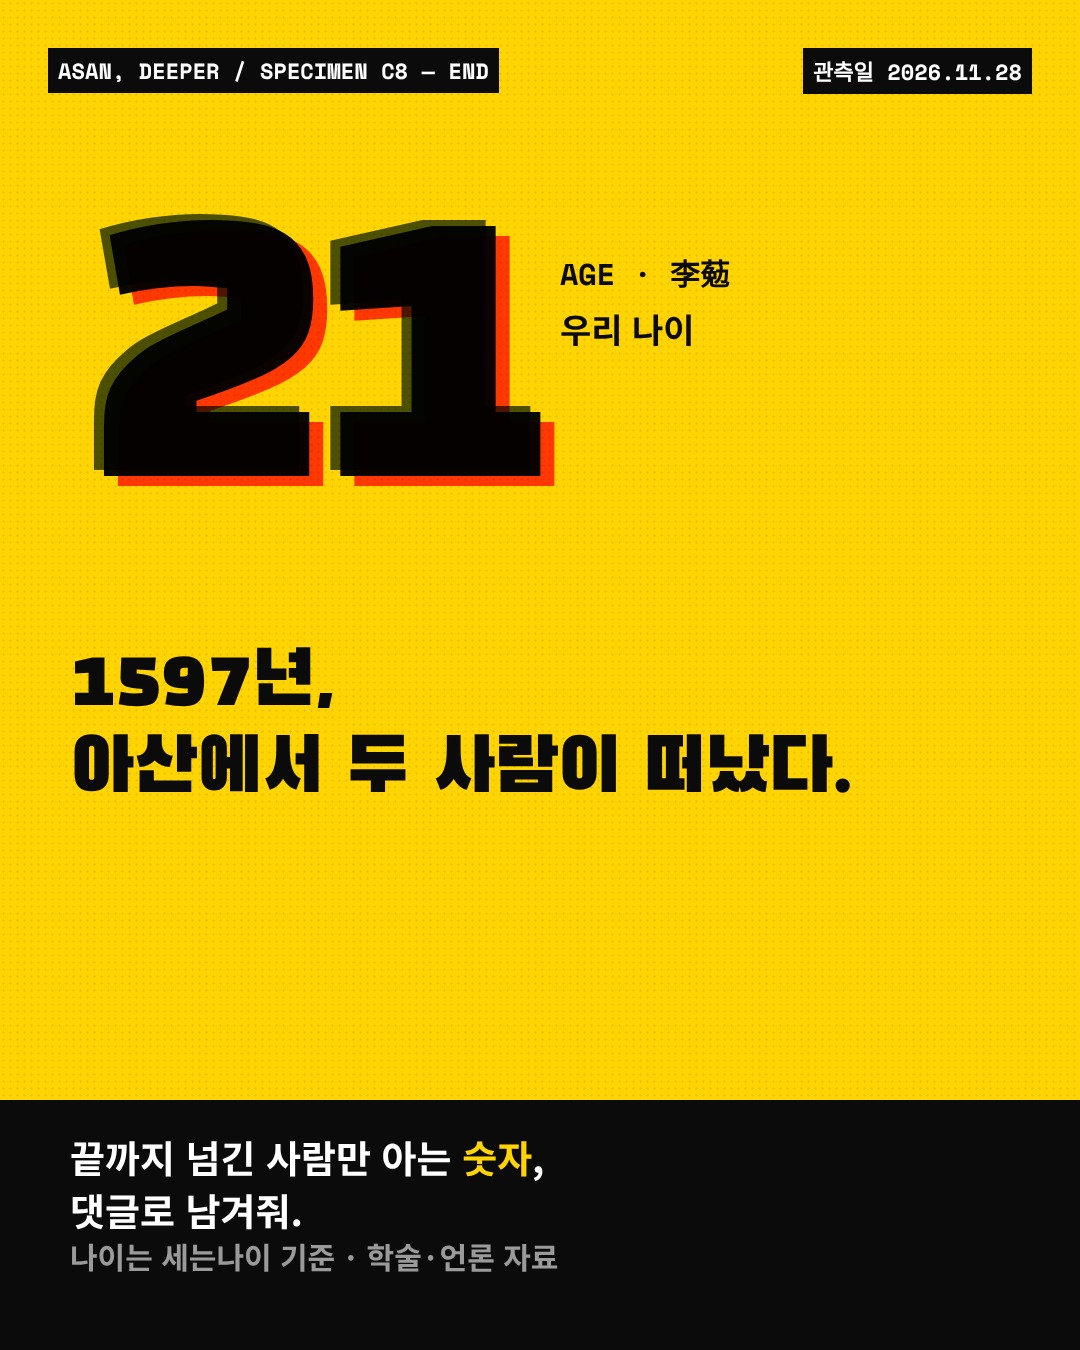 ASAN, DEEPER / SPECIMEN C8 — END
관측일 2026.11.28
21
AGE · 李葂
우리 나이
1597년,
아산에서 두 사람이 떠났다.
끝까지 넘긴 사람만 아는 숫자,
댓글로 남겨줘.
나이는 세는나이 기준 · 학술·언론 자료